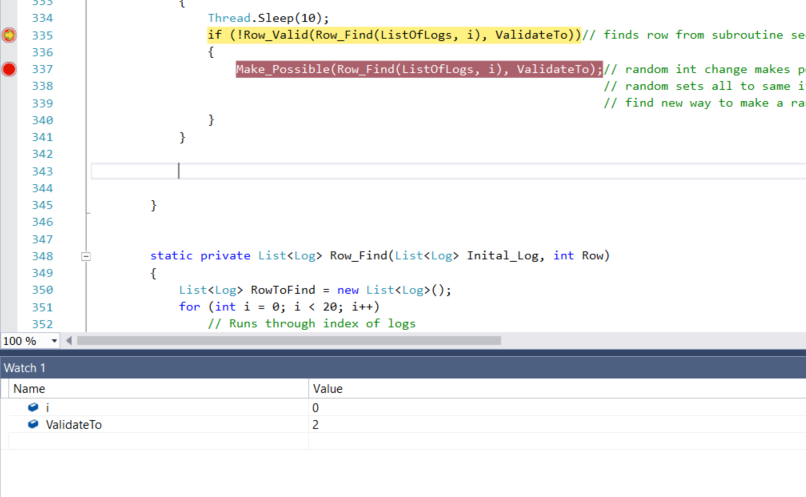 333 {
334 Thread.Sleep(10);
335 if (!Row_Valid(Row_Find(ListOfLogs, i), ValidateTo))// finds row from subroutine se
336 {
337 Make_Possible(Row_Find(ListOfLogs, i), ValidateTo);// random int change makes p
338 // random sets all to same i
339 // find new way to make a ra
340 }
341 }
342
343
344
345 }
346
347
348 static private List<Log> Row_Find(List<Log> Inital_Log, int Row)
349 {
350 List<Log> RowToFind = new List<Log>();
351 for (int i = 0; i < 20; i++)
352 // Runs through index of logs
100 %
Watch 1
Name Value
i 0
ValidateTo 2